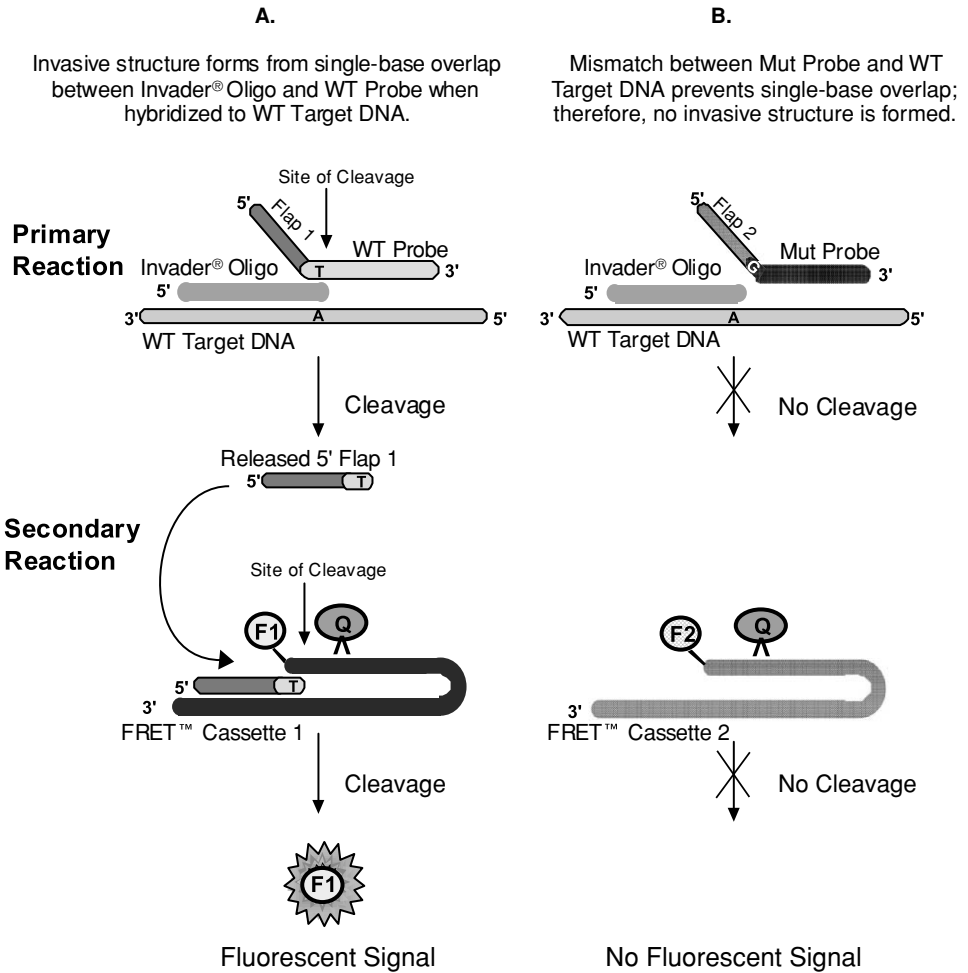 A.
Invasive structure forms from single-base overlap
between Invader® Oligo and WT Probe when
hybridized to WT Target DNA.
B.
Mismatch between Mut Probe and WT
Target DNA prevents single-base overlap;
therefore, no invasive structure is formed.
Primary
Reaction
Site of Cleavage
5'
Flap 1
WT Probe
T
3'
Invader® Oligo
5'
3'
A
5'
WT Target DNA
5'
Flap 2
Mut Probe
G
3'
Invader® Oligo
5'
3'
A
5'
WT Target DNA
Cleavage
No Cleavage
Released 5' Flap 1
5'
T
Secondary
Reaction
Site of Cleavage
F1
Q
5'
T
3'
FRET™ Cassette 1
F2
Q
3'
FRET™ Cassette 2
Cleavage
No Cleavage
F1
Fluorescent Signal
No Fluorescent Signal